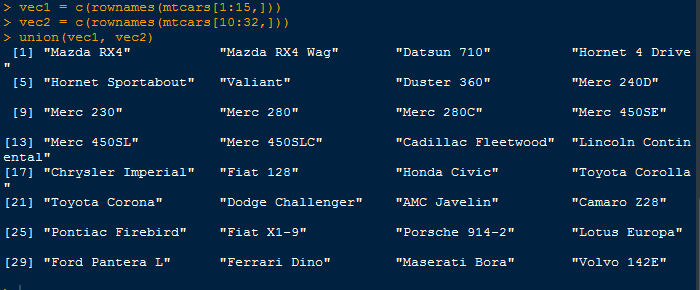 > vec1 = c(rownames(mtcars[1:15,]))
> vec2 = c(rownames(mtcars[10:32,]))
> union(vec1, vec2)
[1] "Mazda RX4" "Mazda RX4 Wag" "Datsun 710" "Hornet 4 Drive
"
[5] "Hornet Sportabout" "Valiant" "Duster 360" "Merc 240D"
[9] "Merc 230" "Merc 280" "Merc 280C" "Merc 450SE"
[13] "Merc 450SL" "Merc 450SLC" "Cadillac Fleetwood" "Lincoln Contin
ental"
[17] "Chrysler Imperial" "Fiat 128" "Honda Civic" "Toyota Corolla
"
[21] "Toyota Corona" "Dodge Challenger" "AMC Javelin" "Camaro Z28"
[25] "Pontiac Firebird" "Fiat X1-9" "Porsche 914-2" "Lotus Europa"
[29] "Ford Pantera L" "Ferrari Dino" "Maserati Bora" "Volvo 142E"
>